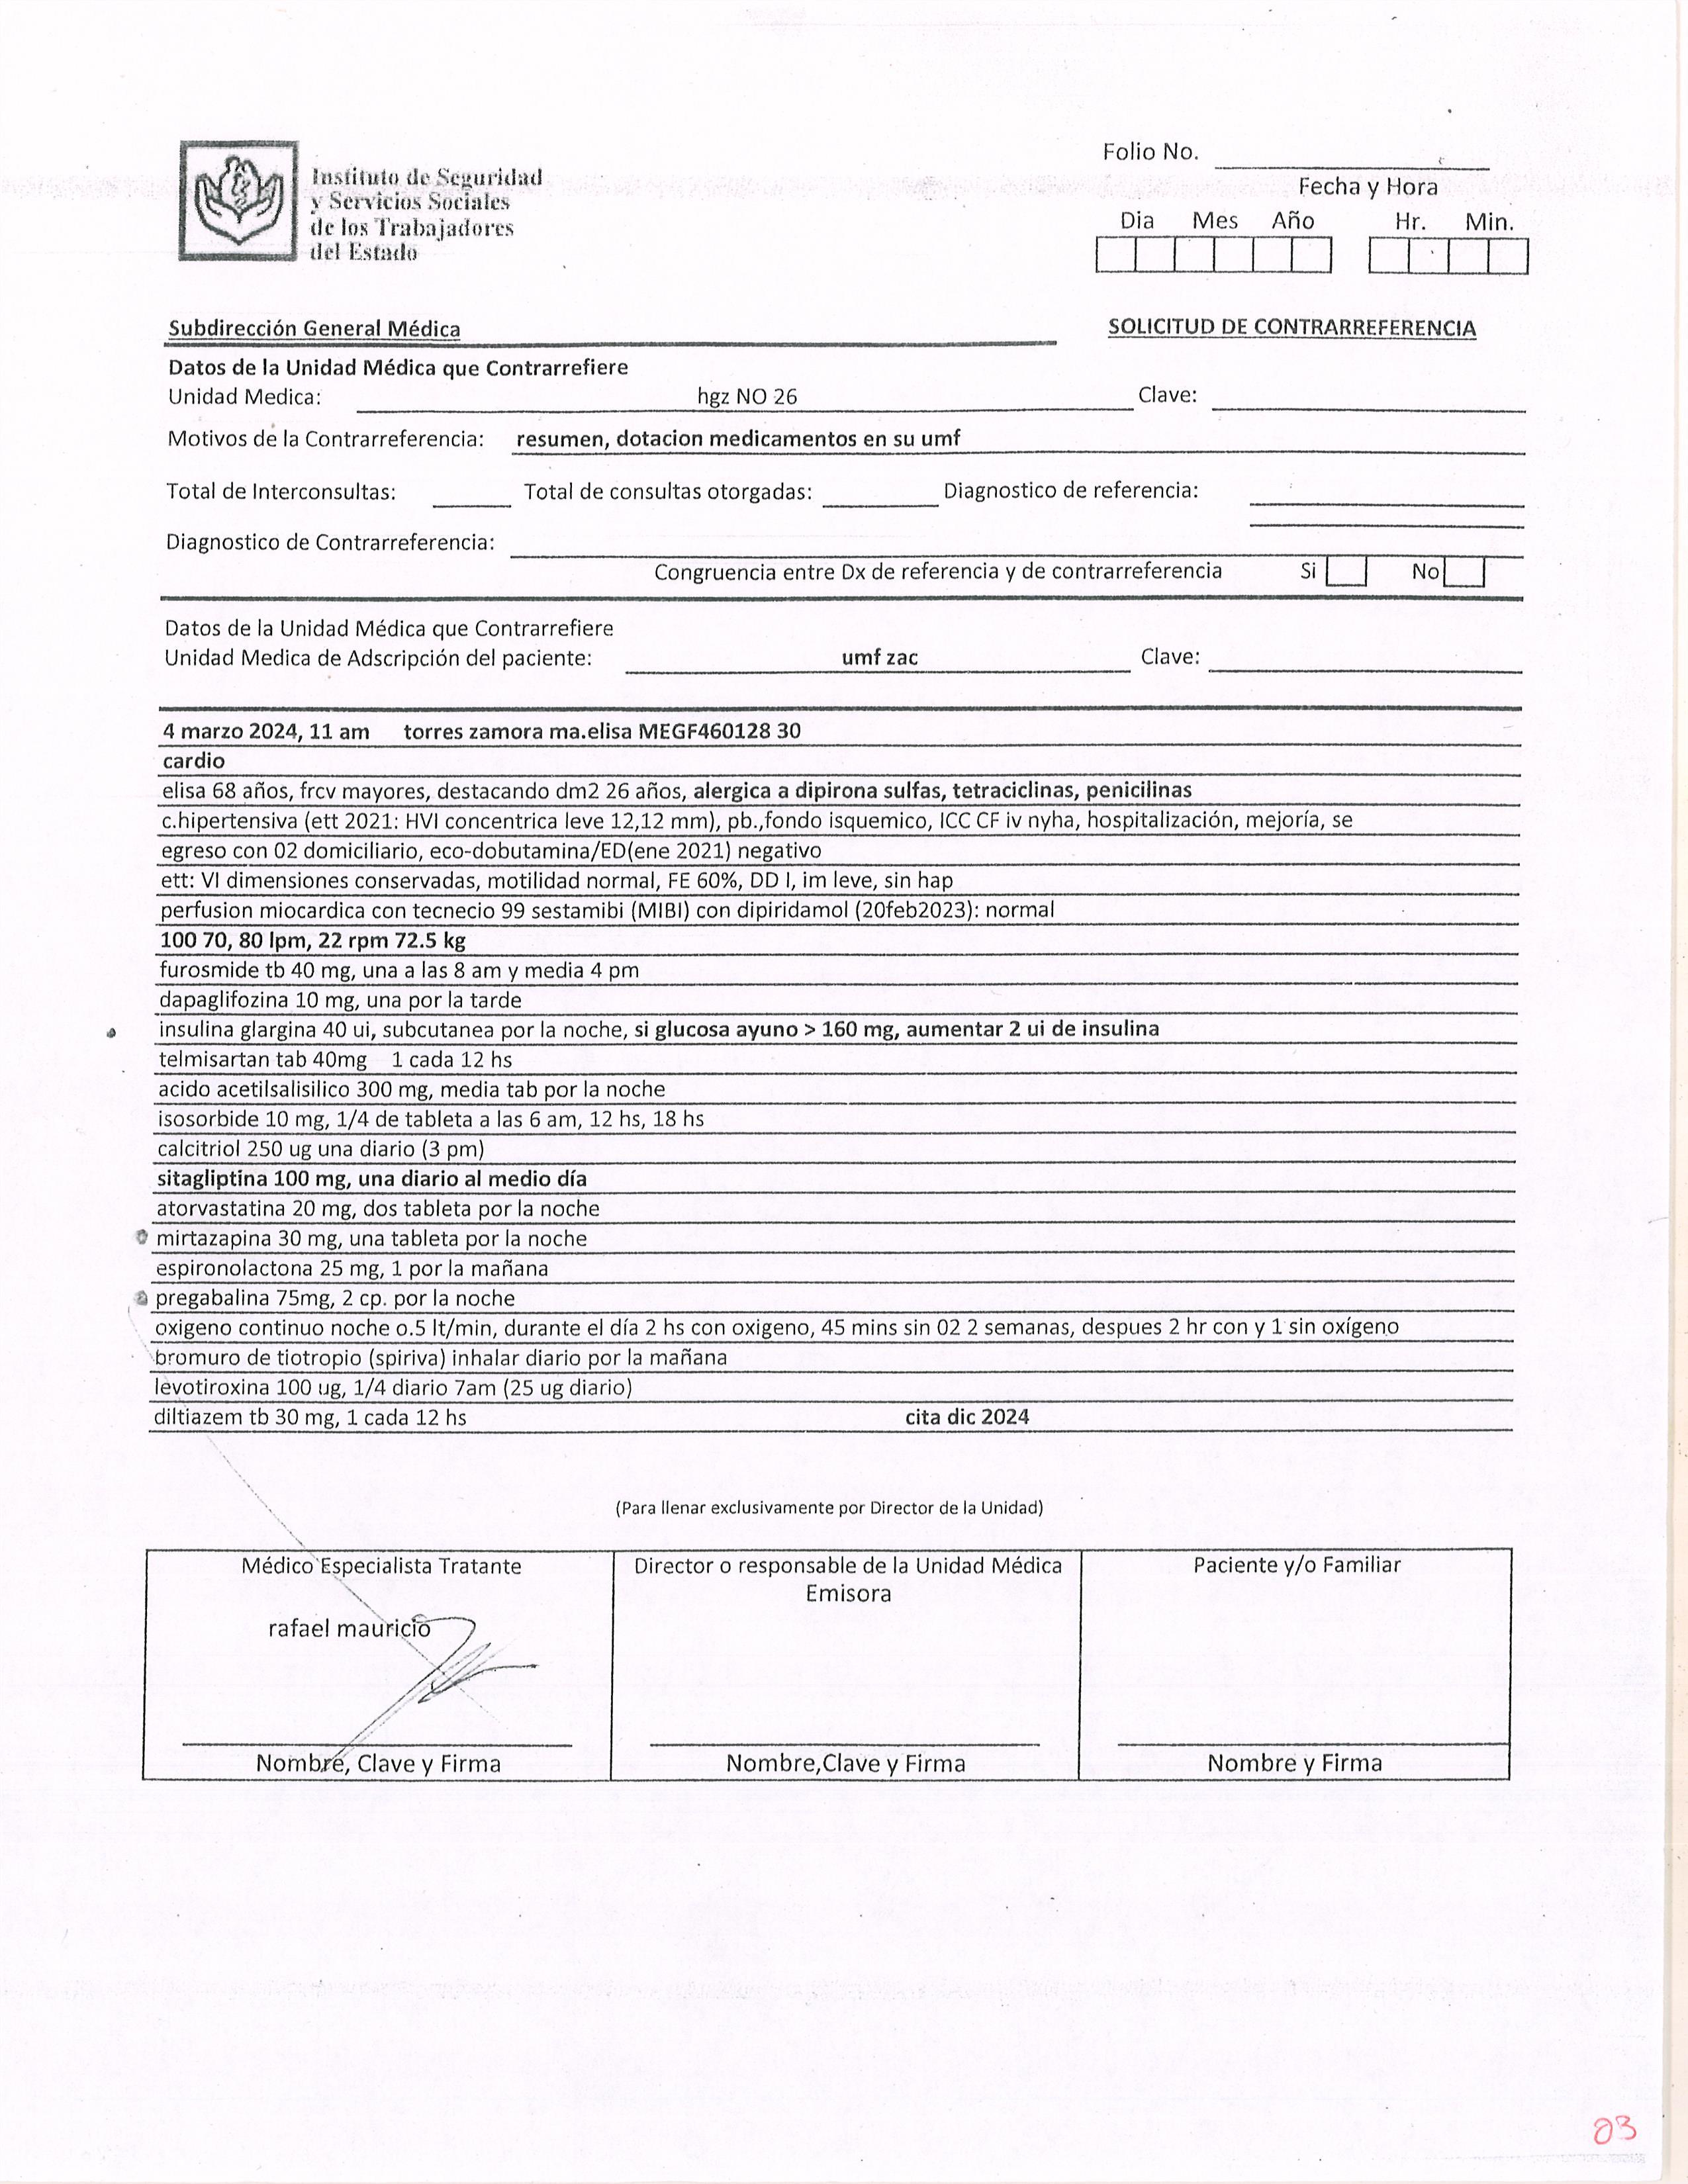 Instituto de Seguridad
y Servicios Sociales
de los Trabajadores
del Estado
Folio No.
Fecha y Hora
Dia Mes Año Hr. Min.
Subdirección General Médica
SOLICITUD DE CONTRARREFERENCIA
Datos de la Unidad Médica que Contrarrefiere
Unidad Medica: hgz NO 26 Clave:
Motivos de la Contrarreferencia: resumen, dotacion medicamentos en su umf
Total de Interconsultas: Total de consultas otorgadas: Diagnostico de referencia:
Diagnostico de Contrarreferencia:
Congruencia entre Dx de referencia y de contrarreferencia Si No
Datos de la Unidad Médica que Contrarrefiere
Unidad Medica de Adscripción del paciente: umf zac Clave:
4 marzo 2024, 11 am torres zamora ma.elisa MEGF460128 30
cardio
elisa 68 años, frcv mayores, destacando dm2 26 años, alergica a dipirona sulfas, tetraciclinas, penicilinas
c.hipertensiva (ett 2021: HVI concentrica leve 12,12 mm), pb.,fondo isquemico, ICC CF iv nyha, hospitalización, mejoría, se
egreso con 02 domiciliario, eco-dobutamina/ED(ene 2021) negativo
ett: VI dimensiones conservadas, motilidad normal, FE 60%, DD I, im leve, sin hap
perfusion miocardica con tecnecio 99 sestamibi (MIBI) con dipiridamol (20feb2023): normal
100 70, 80 lpm, 22 rpm 72.5 kg
furosmide tb 40 mg, una a las 8 am y media 4 pm
dapaglifozina 10 mg, una por la tarde
insulina glargina 40 ui, subcutanea por la noche, si glucosa ayuno > 160 mg, aumentar 2 ui de insulina
telmisartan tab 40mg 1 cada 12 hs
acido acetilsalisilico 300 mg, media tab por la noche
isosorbide 10 mg, 1/4 de tableta a las 6 am, 12 hs, 18 hs
calcitriol 250 ug una diario (3 pm)
sitagliptina 100 mg, una diario al medio día
atorvastatina 20 mg, dos tableta por la noche
mirtazapina 30 mg, una tableta por la noche
espironolactona 25 mg, 1 por la mañana
pregabalina 75mg, 2 cp. por la noche
oxigeno continuo noche o.5 lt/min, durante el día 2 hs con oxigeno, 45 mins sin 02 2 semanas, despues 2 hr con y 1 sin oxígeno
bromuro de tiotropio (spiriva) inhalar diario por la mañana
levotiroxina 100 ug, 1/4 diario 7am (25 ug diario)
diltiazem tb 30 mg, 1 cada 12 hs cita dic 2024
(Para llenar exclusivamente por Director de la Unidad)
Médico Especialista Tratante
rafael mauricio
Nombre, Clave y Firma
Director o responsable de la Unidad Médica
Emisora
Nombre,Clave y Firma
Paciente y/o Familiar
Nombre y Firma
03